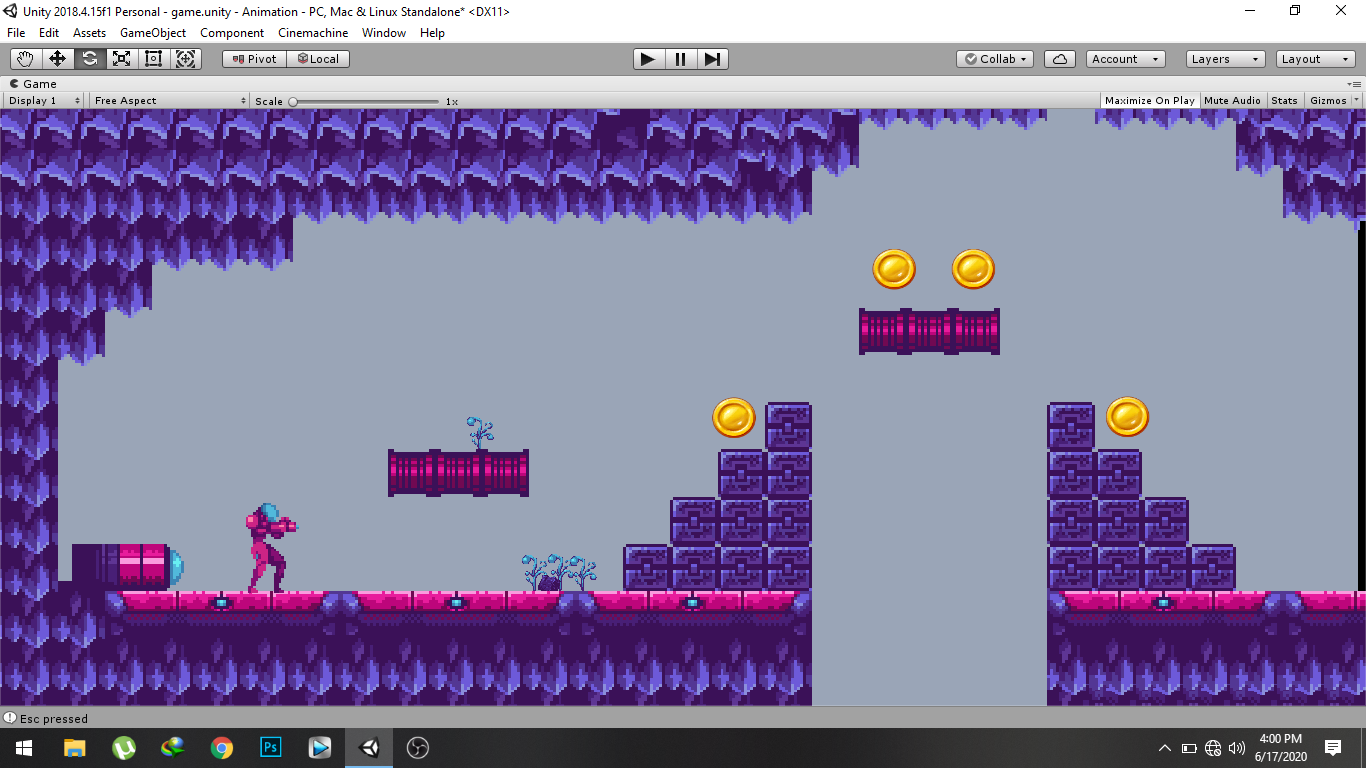 Unity 2018.4.15f1 Personal - game.unity - Animation - PC, Mac & Linux Standalone* <DX11>
File Edit Assets GameObject Component Cinemachine Window Help
Pivot Local Collab Account Layers Layout
Game
Display 1 Free Aspect Scale 1x Maximize On Play Mute Audio Stats Gizmos
Esc pressed
Ps
4:00 PM
6/17/2020